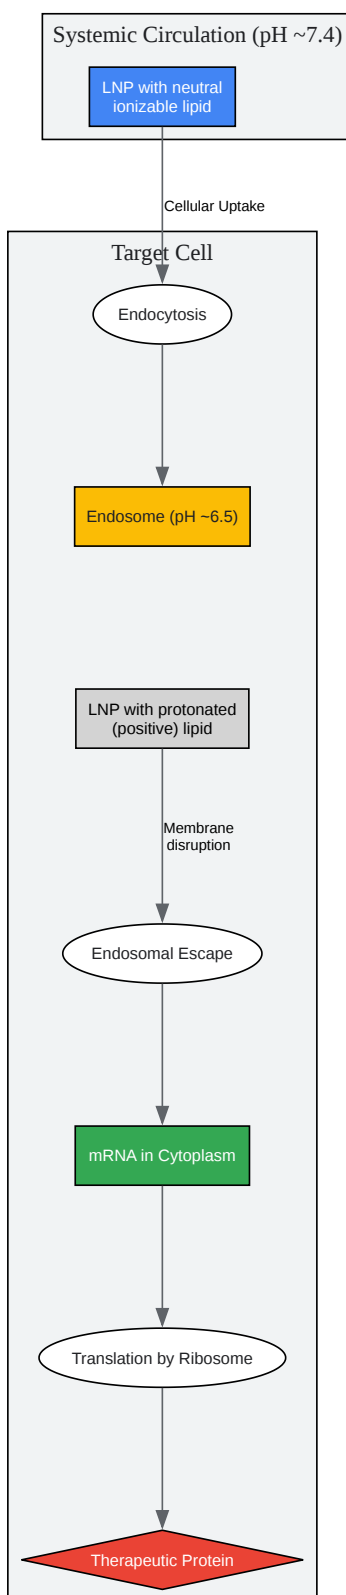 Systemic Circulation (pH ~7.4)
LNP with neutral
ionizable lipid
Cellular Uptake
Target Cell
Endocytosis
Endosome (pH ~6.5)
LNP with protonated
(positive) lipid
Membrane
disruption
Endosomal Escape
mRNA in Cytoplasm
Translation by Ribosome
Therapeutic Protein